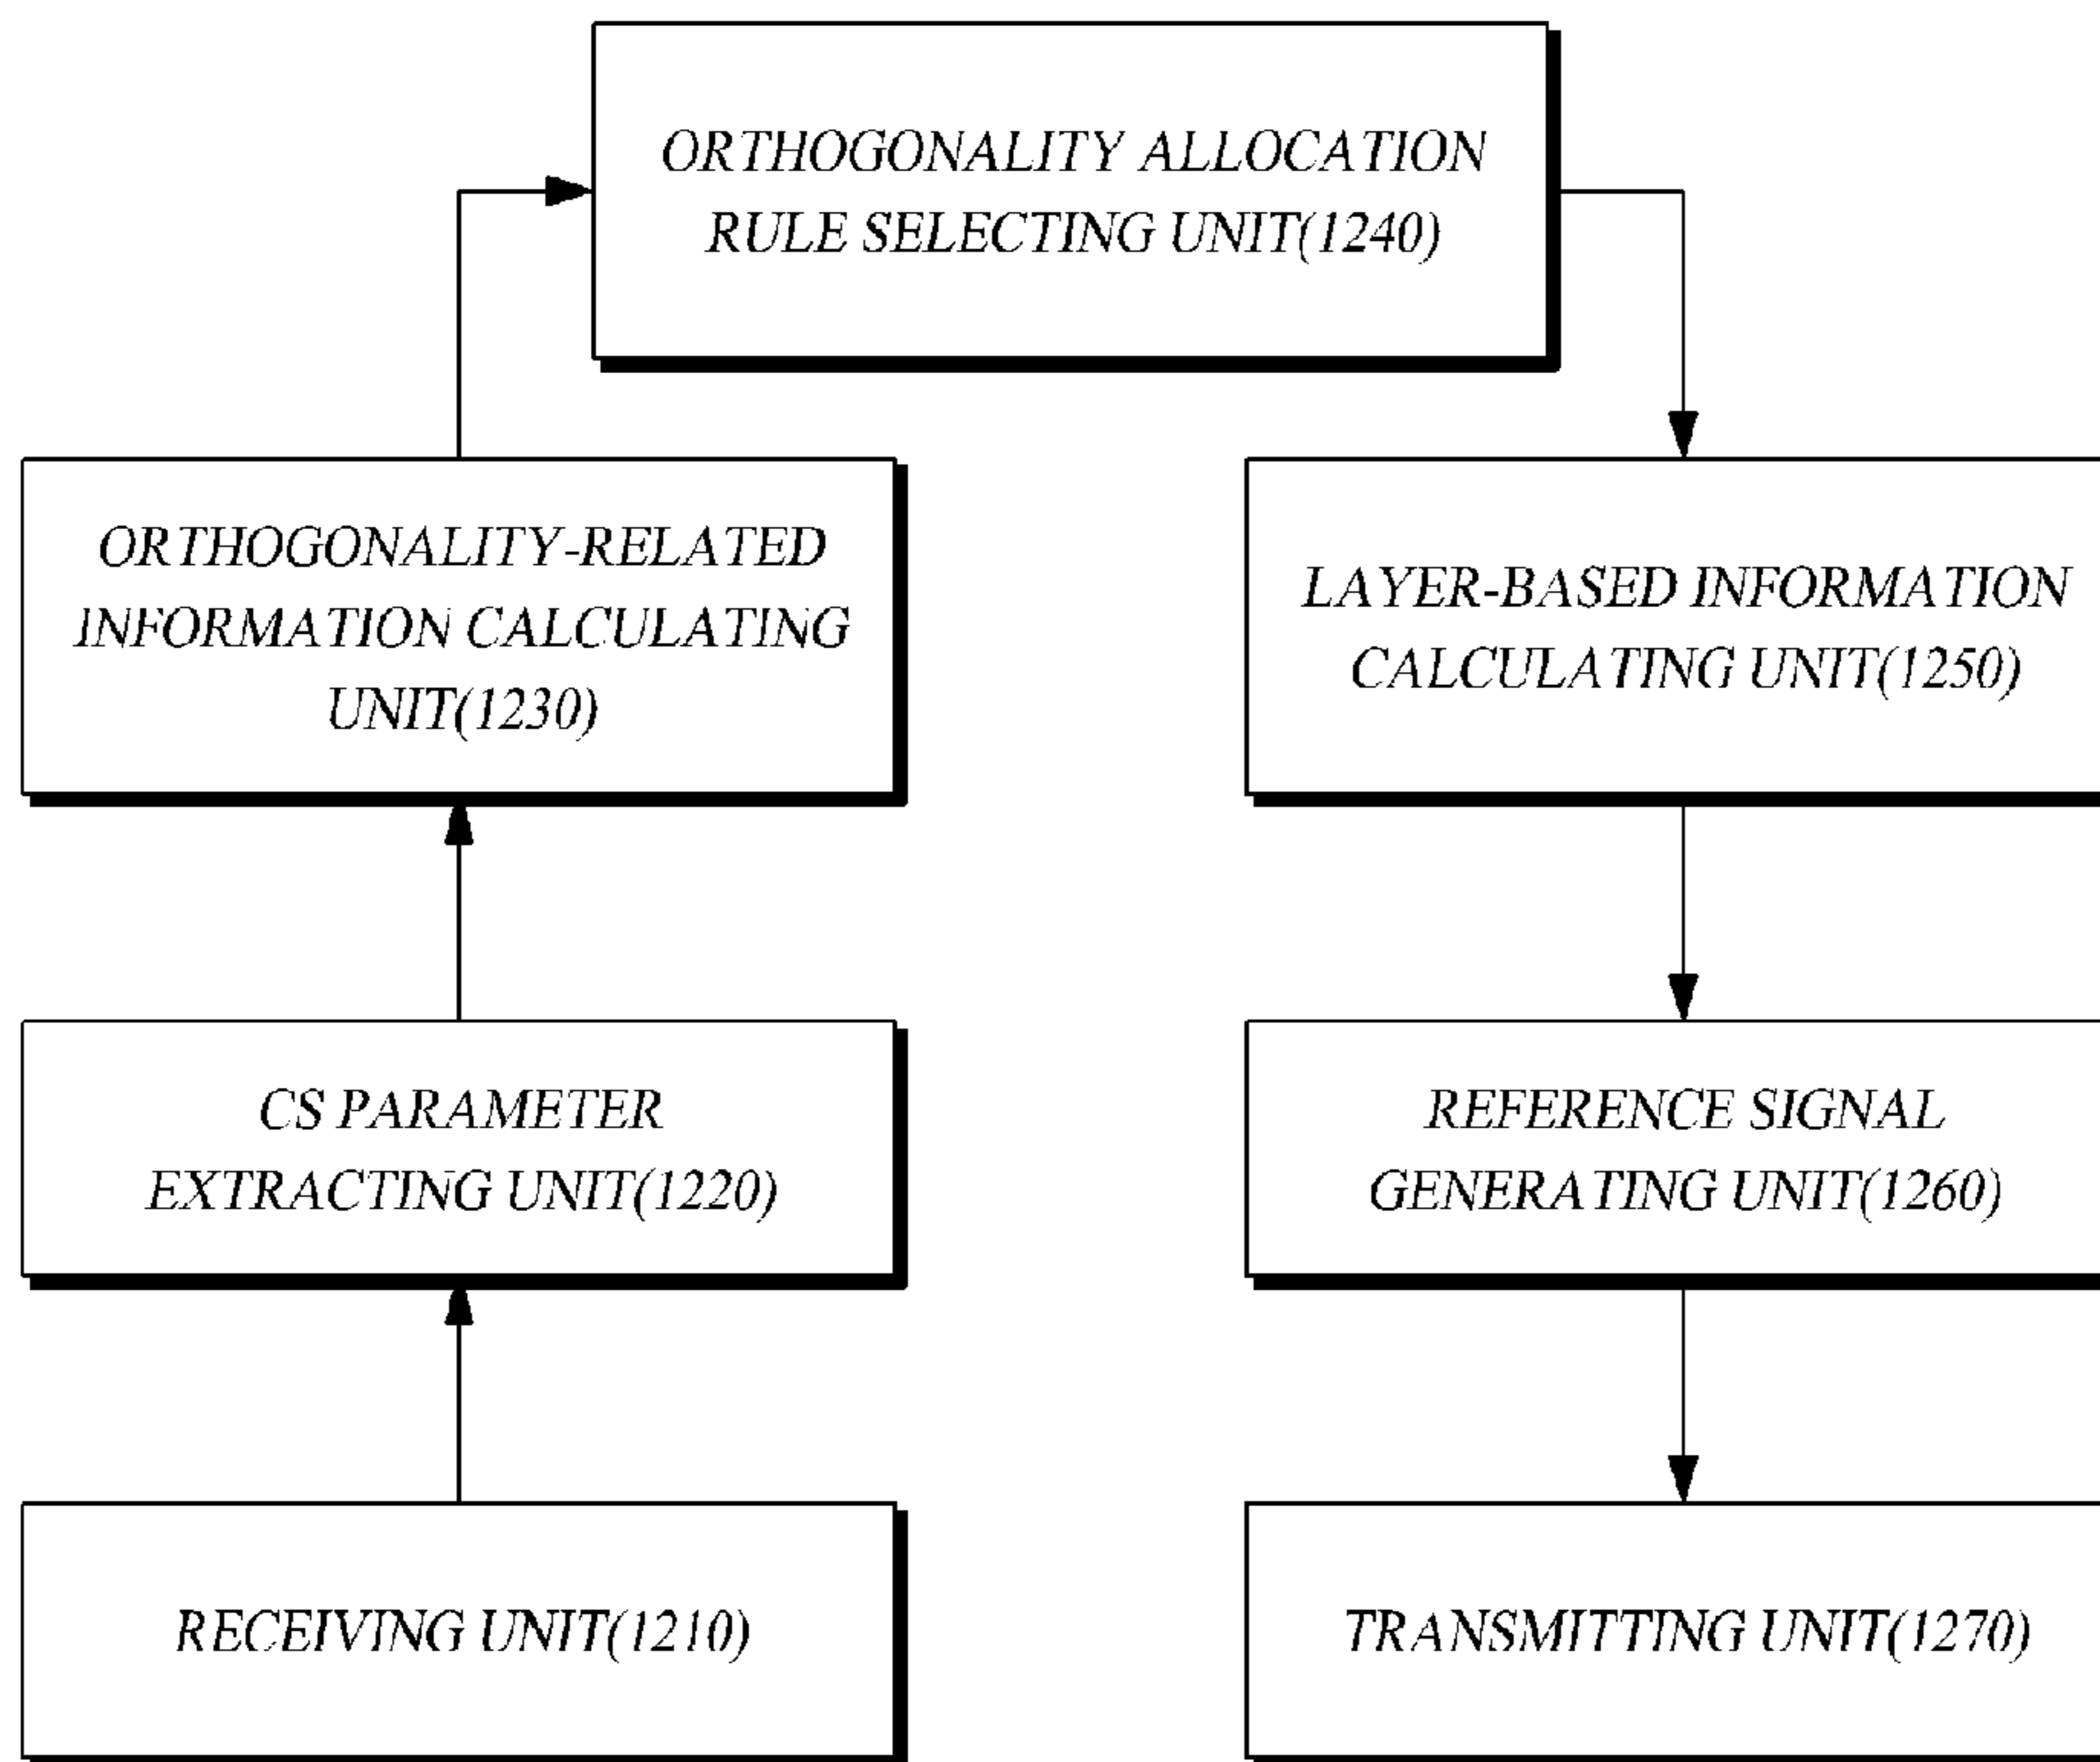 ORTHOGONALITY ALLOCATION
RULE SELECTING UNIT(1240)
ORTHOGONALITY-RELATED
INFORMATION CALCULATING
UNIT(1230)
LAYER-BASED INFORMATION
CALCULATING UNIT(1250)
CS PARAMETER
EXTRACTING UNIT(1220)
REFERENCE SIGNAL
GENERATING UNIT(1260)
RECEIVING UNIT(1210)
TRANSMITTING UNIT(1270)